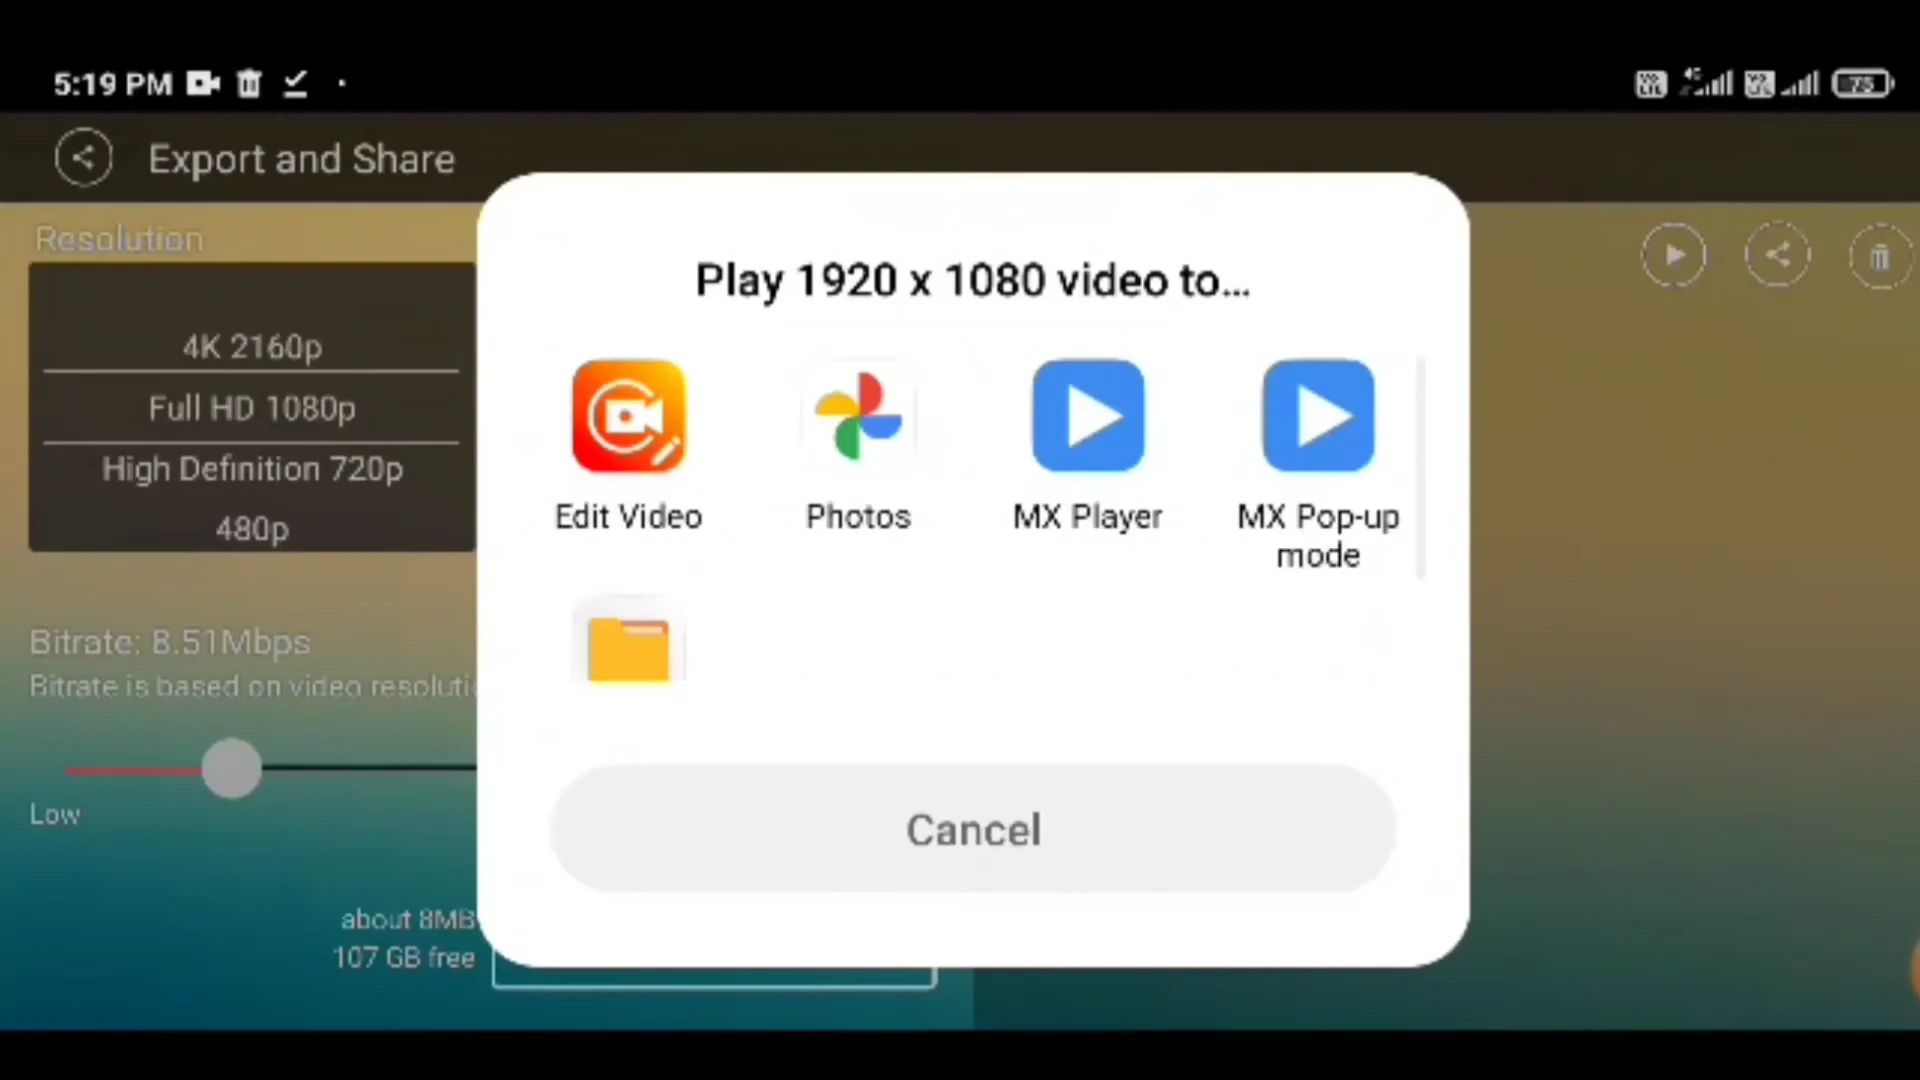 5:19 PM
75
Export and Share
Resolution
4K 2160p
Full HD 1080p
High Definition 720p
480p
Bitrate: 8.51Mbps
Bitrate is based on video
Low
about 8MB
107 GB free
Play 1920 x 1080 video to...
Edit Video
Photos
MX Player
MX Pop-up
mode
Cancel